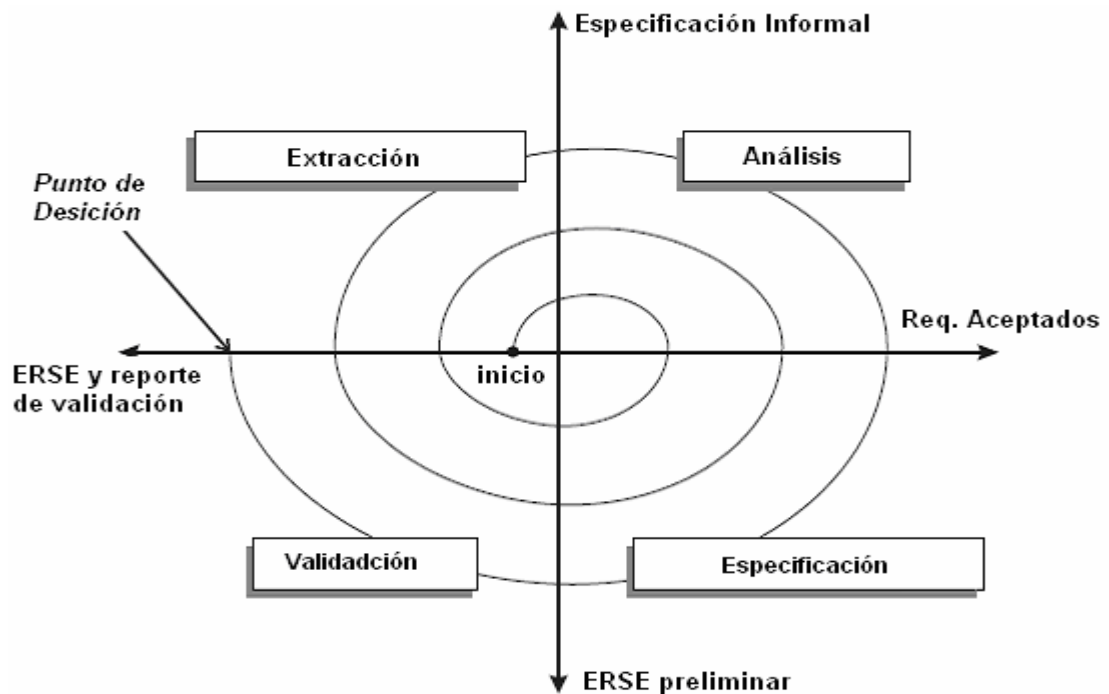 Especificación Informal
Extracción
Análisis
Punto de
Desición
Req. Aceptados
ERSE y reporte
de validación
inicio
Validadción
Especificación
ERSE preliminar